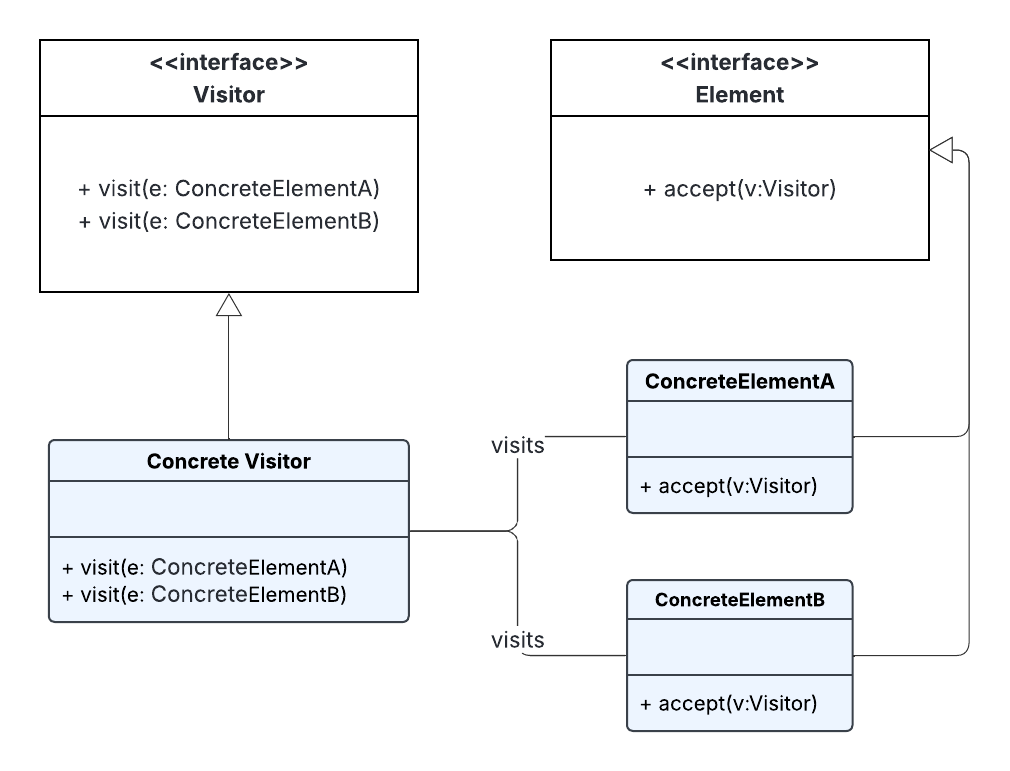 <<interface>>
Visitor
+ visit(e: ConcreteElementA)
+ visit(e: ConcreteElementB)
<<interface>>
Element
+ accept(v:Visitor)
Concrete Visitor
+ visit(e: ConcreteElementA)
+ visit(e: ConcreteElementB)
visits
visits
ConcreteElementA
+ accept(v:Visitor)
ConcreteElementB
+ accept(v:Visitor)